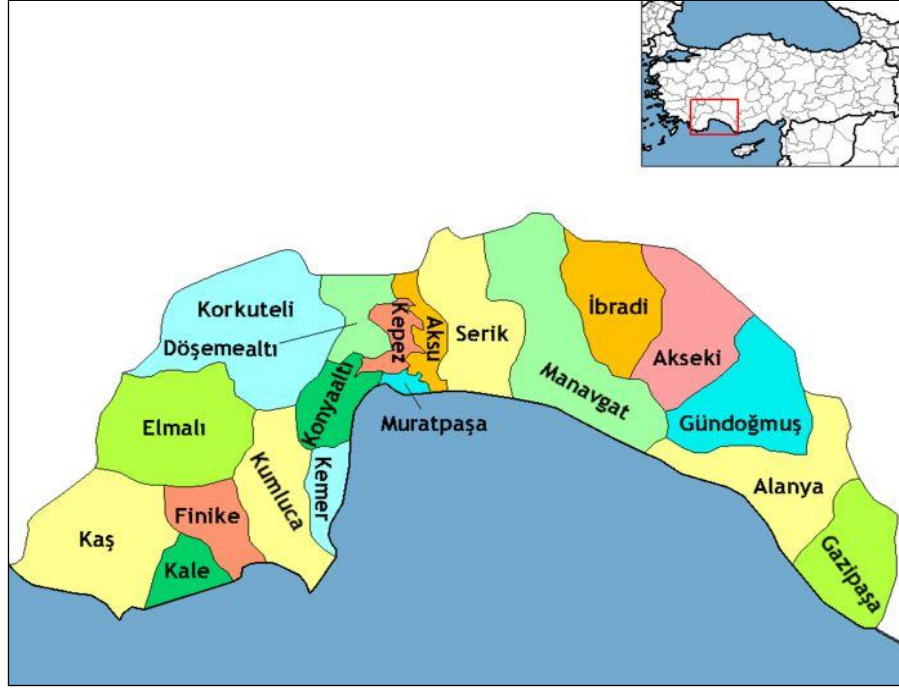 Korkuteli
Döşemealtı
Kepez
Aksu
Serik
İbradi
Akseki
Manavgat
Gündoğmuş
Elmalı
Konyaaltı
Muratpaşa
Kumluca
Kemer
Alanya
Kaş
Finike
Kale
Gazipaşa